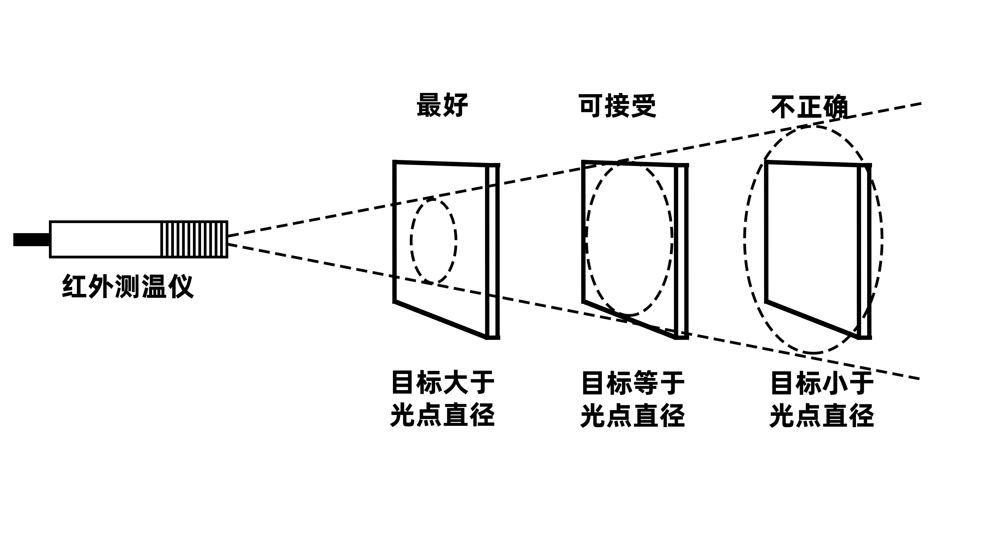 最好
可接受
不正确
红外测温仪
目标大于
光点直径
目标等于
光点直径
目标小于
光点直径